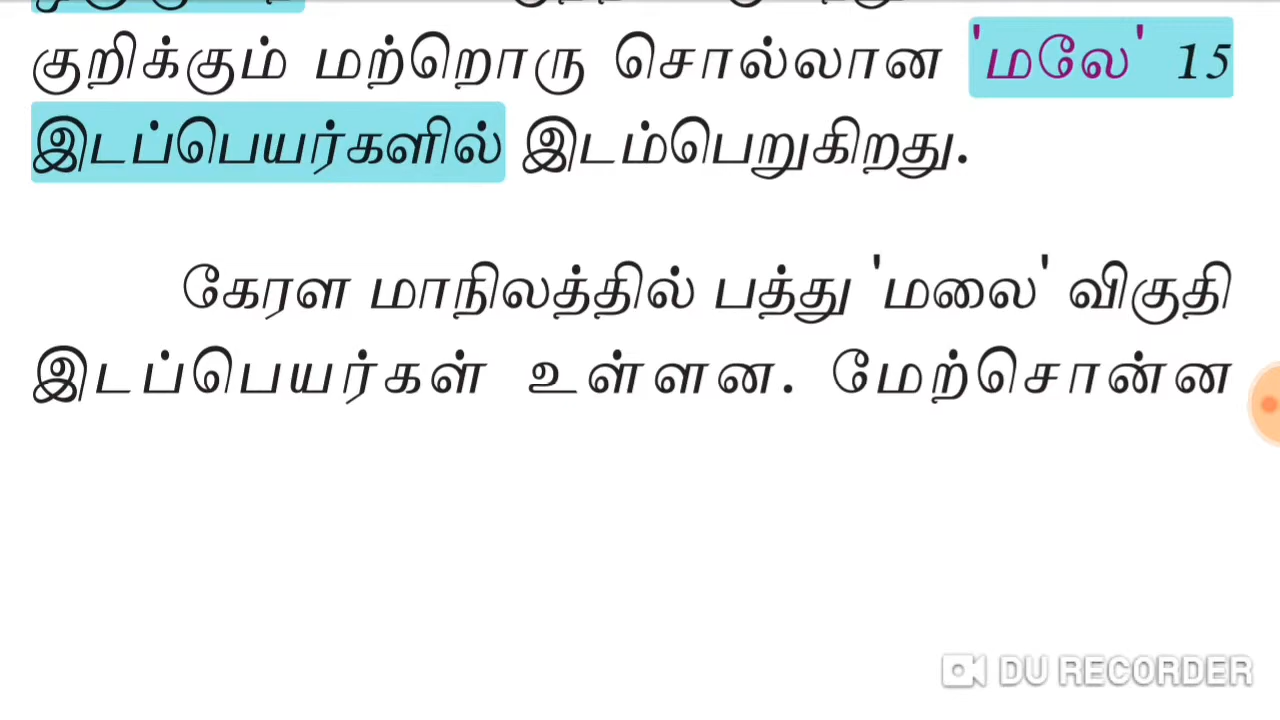 குறிக்கும் மற்றொரு சொல்லான 'மலே' 15
இடப்பெயர்களில் இடம்பெறுகிறது.
கேரள மாநிலத்தில் பத்து 'மலை' விகுதி
இடப்பெயர்கள் உள்ளன. மேற்சொன்ன
DU RECORDER